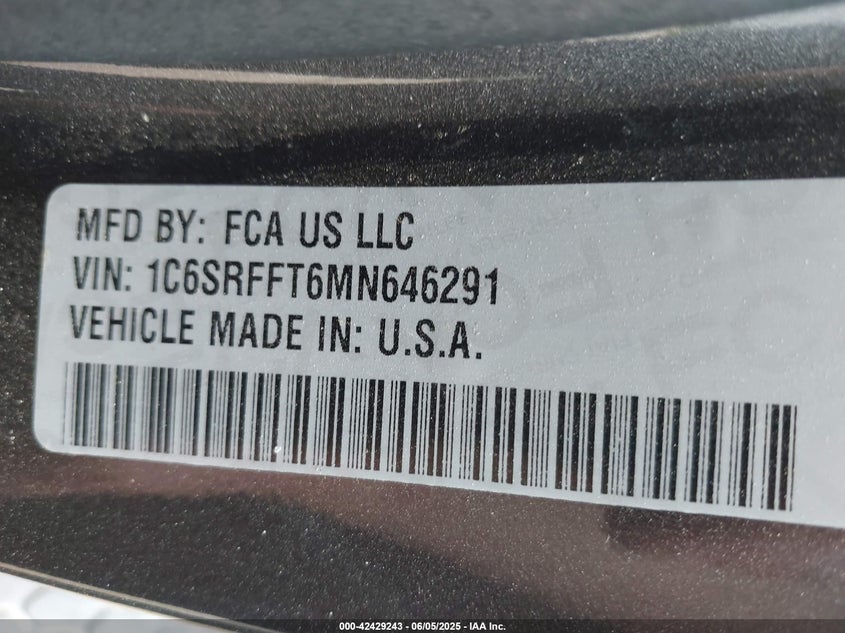 MFD BY: FCA US LLC
VIN: 1C6SRFFT6MN646291
VEHICLE MADE IN: U.S.A.
000-42429243 - 06/05/2025 - IAA Inc.